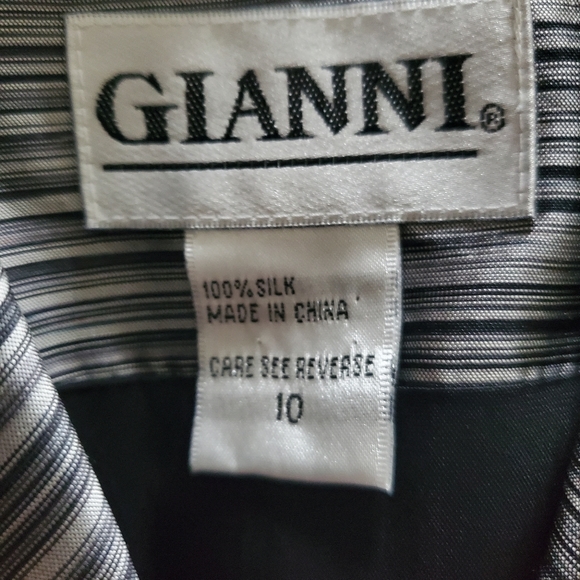 GIANNI®
100% SILK
MADE IN CHINA
CARE SEE REVERSE
10